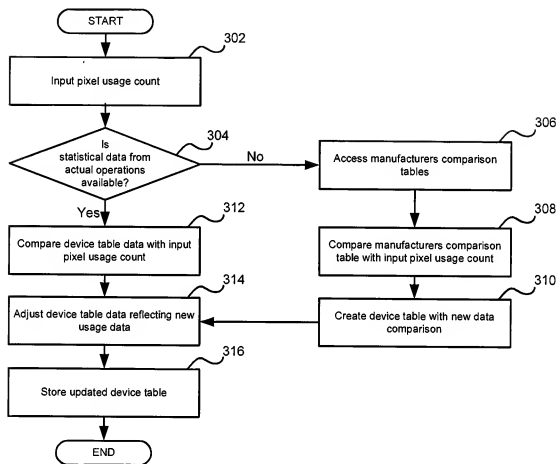 START
302
Input pixel usage count
304
Is
statistical data from
actual operations
available?
No
306
Access manufacturers comparison
tables
Yes
312
308
Compare device table data with input
pixel usage count
Compare manufacturers comparison
table with input pixel usage count
314
310
Adjust device table data reflecting new
usage data
Create device table with new data
comparison
316
Store updated device table
END